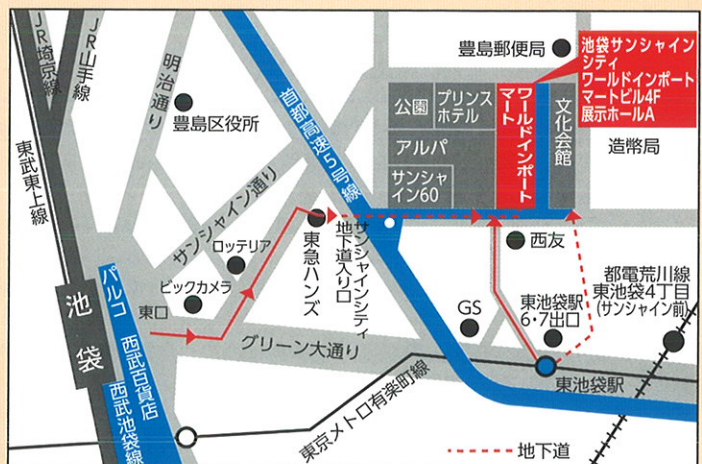 JR埼京線
JR山手線
東武東上線
明治通り
豊島区役所
首都高速5号線
豊島郵便局
池袋サンシャイン
シティ
ワールドインポート
マートビル4F
展示ホールA
公園
プリンス
ホテル
ワールドインポート
マート
文化会館
造幣局
アルパ
サンシャ
イン60
サンシャイン通り
ロッテリア
ビックカメラ
東急ハンズ
サンシャインシティ
地下道入り口
西友
GS
東池袋駅
6・7出口
都電荒川線
東池袋4丁目
(サンシャイン前)
池袋
パルコ
西武百貨店
西武池袋線
東口
グリーン大通り
東池袋駅
東京メトロ有楽町線
地下道